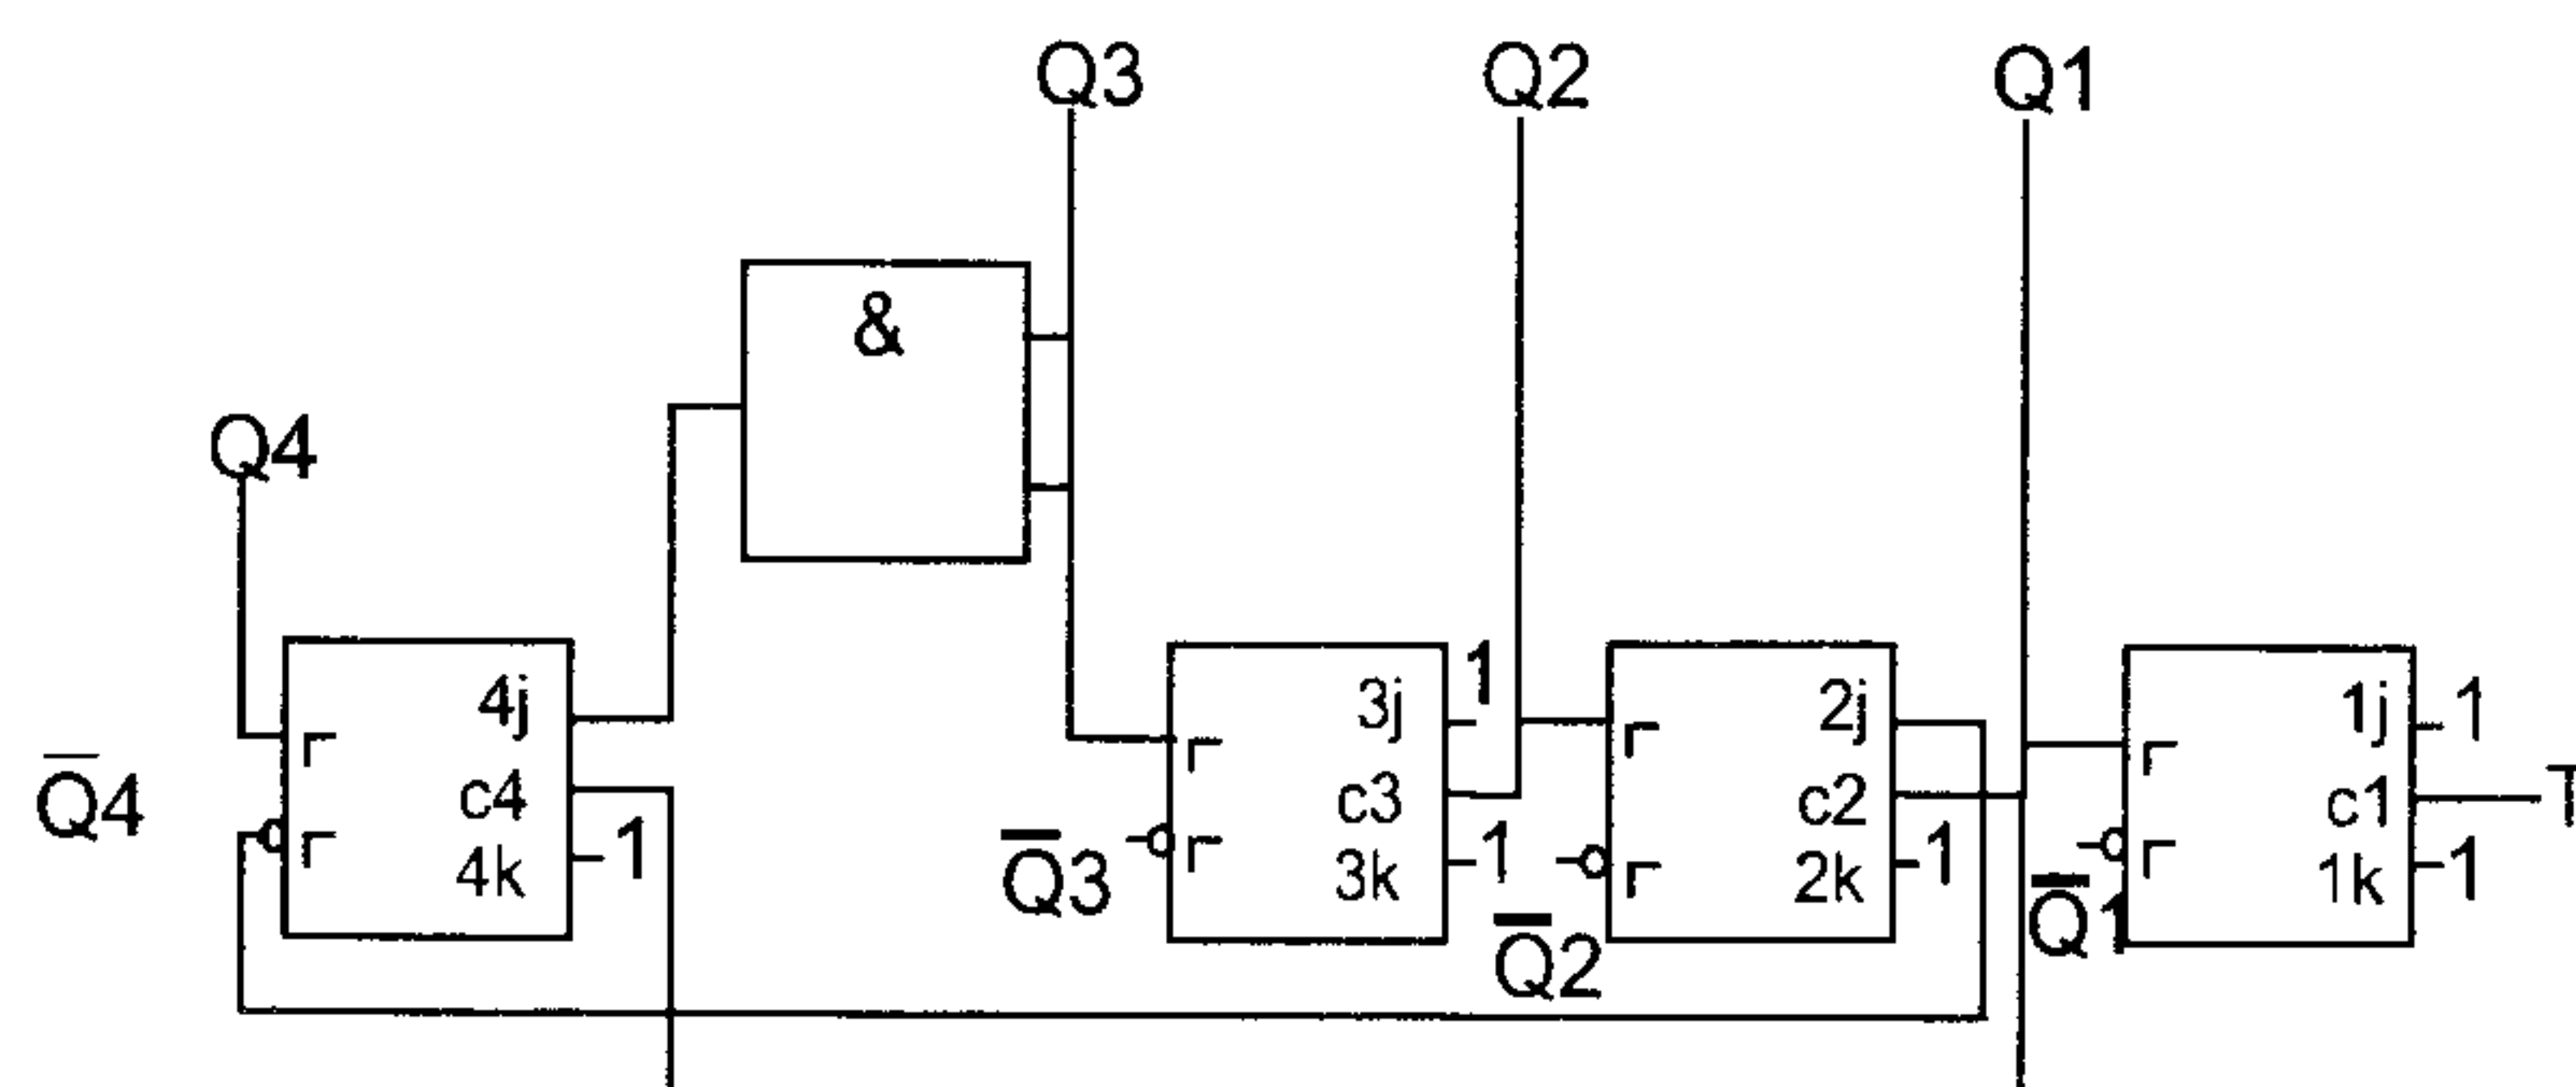 Q3 Q2 Q1
&
Q4
4j 3j 1 2j 1j 1
Q̅4 c4 1 c3 c2 c1 T
4k Q̅3 3k 1 Q̅2 2k 1 Q̅1 1k 1